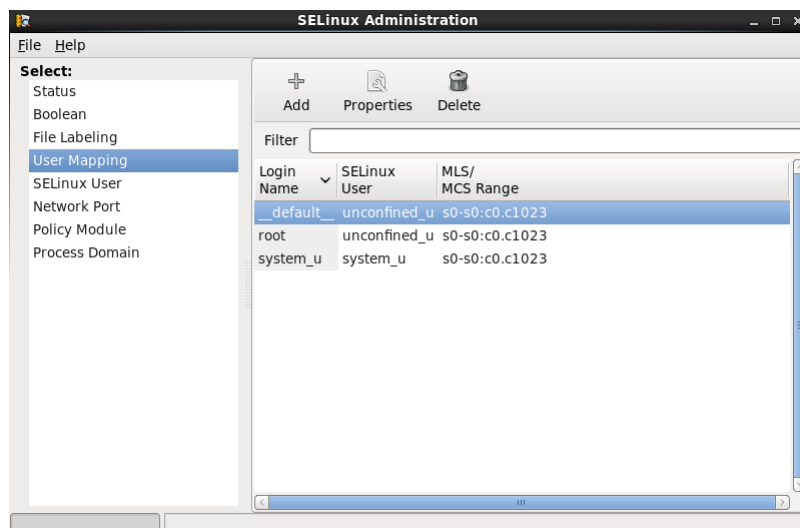 SELinux Administration
File Help
Select:
Status
Boolean
File Labeling
User Mapping
SELinux User
Network Port
Policy Module
Process Domain
Add Properties Delete
Filter
Login Name SELinux User MLS/ MCS Range
__default__ unconfined_u s0-s0:c0.c1023
root unconfined_u s0-s0:c0.c1023
system_u system_u s0-s0:c0.c1023